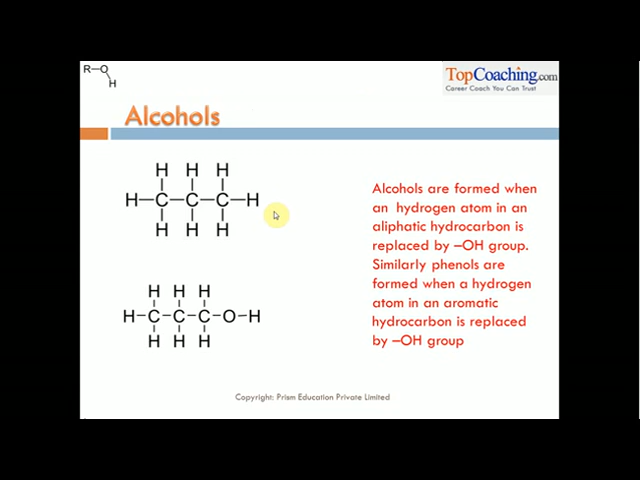 R–O
H
TopCoaching.com
Career Coach You Can Trust
Alcohols
H H H
H–C–C–C–H
H H H
Alcohols are formed when
an hydrogen atom in an
aliphatic hydrocarbon is
replaced by –OH group.
Similarly phenols are
formed when a hydrogen
atom in an aromatic
hydrocarbon is replaced
by –OH group
H H H
H–C–C–C–O–H
H H H
Copyright: Prism Education Private Limited